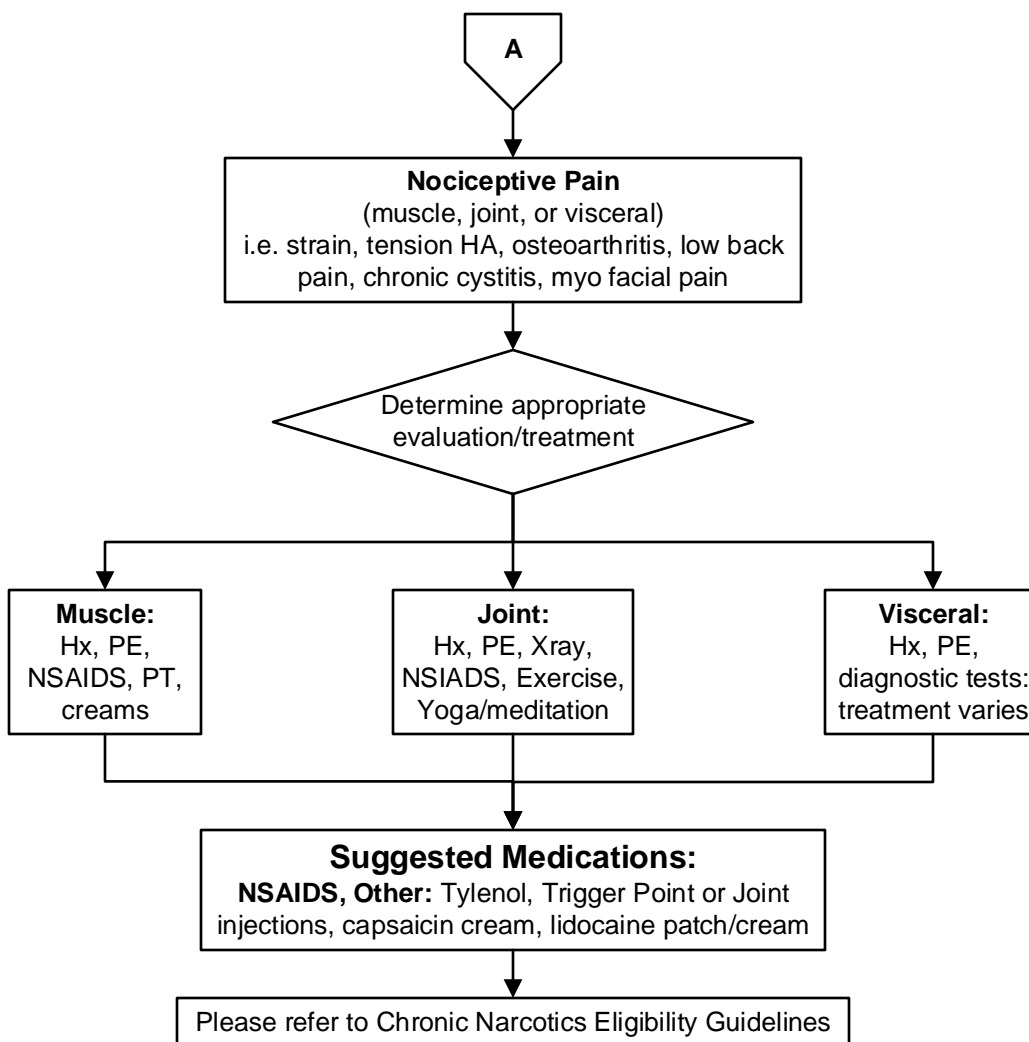 A
Nociceptive Pain
(muscle, joint, or visceral)
i.e. strain, tension HA, osteoarthritis, low back
pain, chronic cystitis, myo facial pain
Determine appropriate
evaluation/treatment
Muscle:
Hx, PE,
NSAIDS, PT,
creams
Joint:
Hx, PE, Xray,
NSIADS, Exercise,
Yoga/meditation
Visceral:
Hx, PE,
diagnostic tests:
treatment varies
Suggested Medications:
NSAIDS, Other: Tylenol, Trigger Point or Joint
injections, capsaicin cream, lidocaine patch/cream
Please refer to Chronic Narcotics Eligibility Guidelines